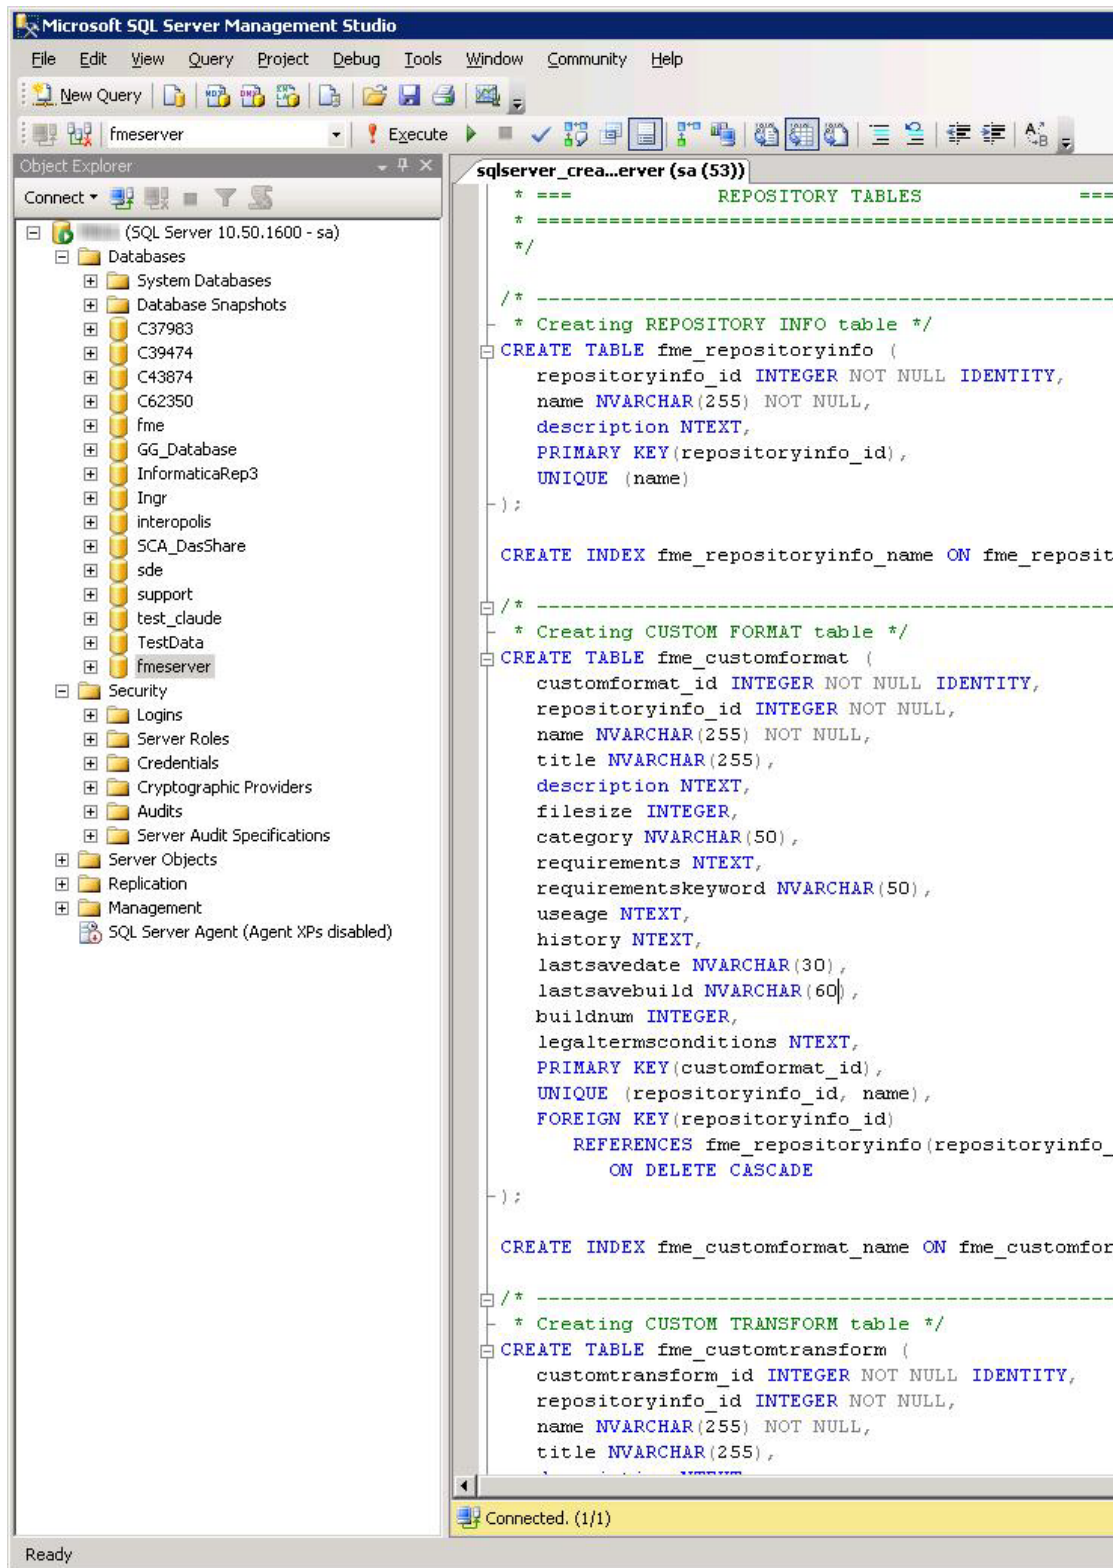 Microsoft SQL Server Management Studio
File Edit View Query Project Debug Tools Window Community Help
New Query
fmeserver Execute
Object Explorer
Connect
(SQL Server 10.50.1600 - sa)
Databases
System Databases
Database Snapshots
C37983
C39474
C43874
C62350
fme
GG_Database
InformaticaRep3
Ingr
interopolis
SCA_DasShare
sde
support
test_claude
TestData
fmeserver
Security
Logins
Server Roles
Credentials
Cryptographic Providers
Audits
Server Audit Specifications
Server Objects
Replication
Management
SQL Server Agent (Agent XPs disabled)
sqlserver_crea...erver (sa (53))
* === REPOSITORY TABLES ===
* ================================================
*/
/* ------------------------------------------------
* Creating REPOSITORY INFO table */
CREATE TABLE fme_repositoryinfo (
repositoryinfo_id INTEGER NOT NULL IDENTITY,
name NVARCHAR(255) NOT NULL,
description NTEXT,
PRIMARY KEY(repositoryinfo_id),
UNIQUE (name)
);
CREATE INDEX fme_repositoryinfo_name ON fme_reposit
/* ------------------------------------------------
* Creating CUSTOM FORMAT table */
CREATE TABLE fme_customformat (
customformat_id INTEGER NOT NULL IDENTITY,
repositoryinfo_id INTEGER NOT NULL,
name NVARCHAR(255) NOT NULL,
title NVARCHAR(255),
description NTEXT,
filesize INTEGER,
category NVARCHAR(50),
requirements NTEXT,
requirementskeyword NVARCHAR(50),
useage NTEXT,
history NTEXT,
lastsavedate NVARCHAR(30),
lastsavebuild NVARCHAR(60),
buildnum INTEGER,
legaltermsconditions NTEXT,
PRIMARY KEY(customformat_id),
UNIQUE (repositoryinfo_id, name),
FOREIGN KEY(repositoryinfo_id)
REFERENCES fme_repositoryinfo(repositoryinfo_
ON DELETE CASCADE
);
CREATE INDEX fme_customformat_name ON fme_customfor
/* ------------------------------------------------
* Creating CUSTOM TRANSFORM table */
CREATE TABLE fme_customtransform (
customtransform_id INTEGER NOT NULL IDENTITY,
repositoryinfo_id INTEGER NOT NULL,
name NVARCHAR(255) NOT NULL,
title NVARCHAR(255),
Connected. (1/1)
Ready